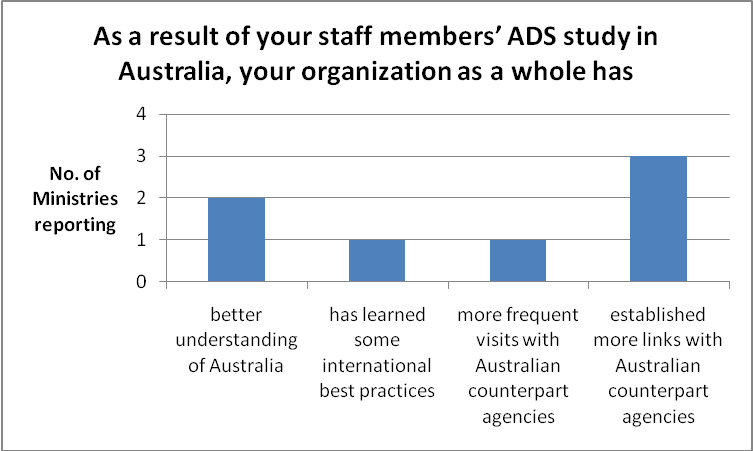 As a result of your staff members’ ADS study in
Australia, your organization as a whole has
No. of
Ministries
reporting
4
3
2
1
0
better
understanding
of Australia
has learned
some
international
best practices
more frequent
visits with
Australian
counterpart
agencies
established
more links with
Australian
counterpart
agencies